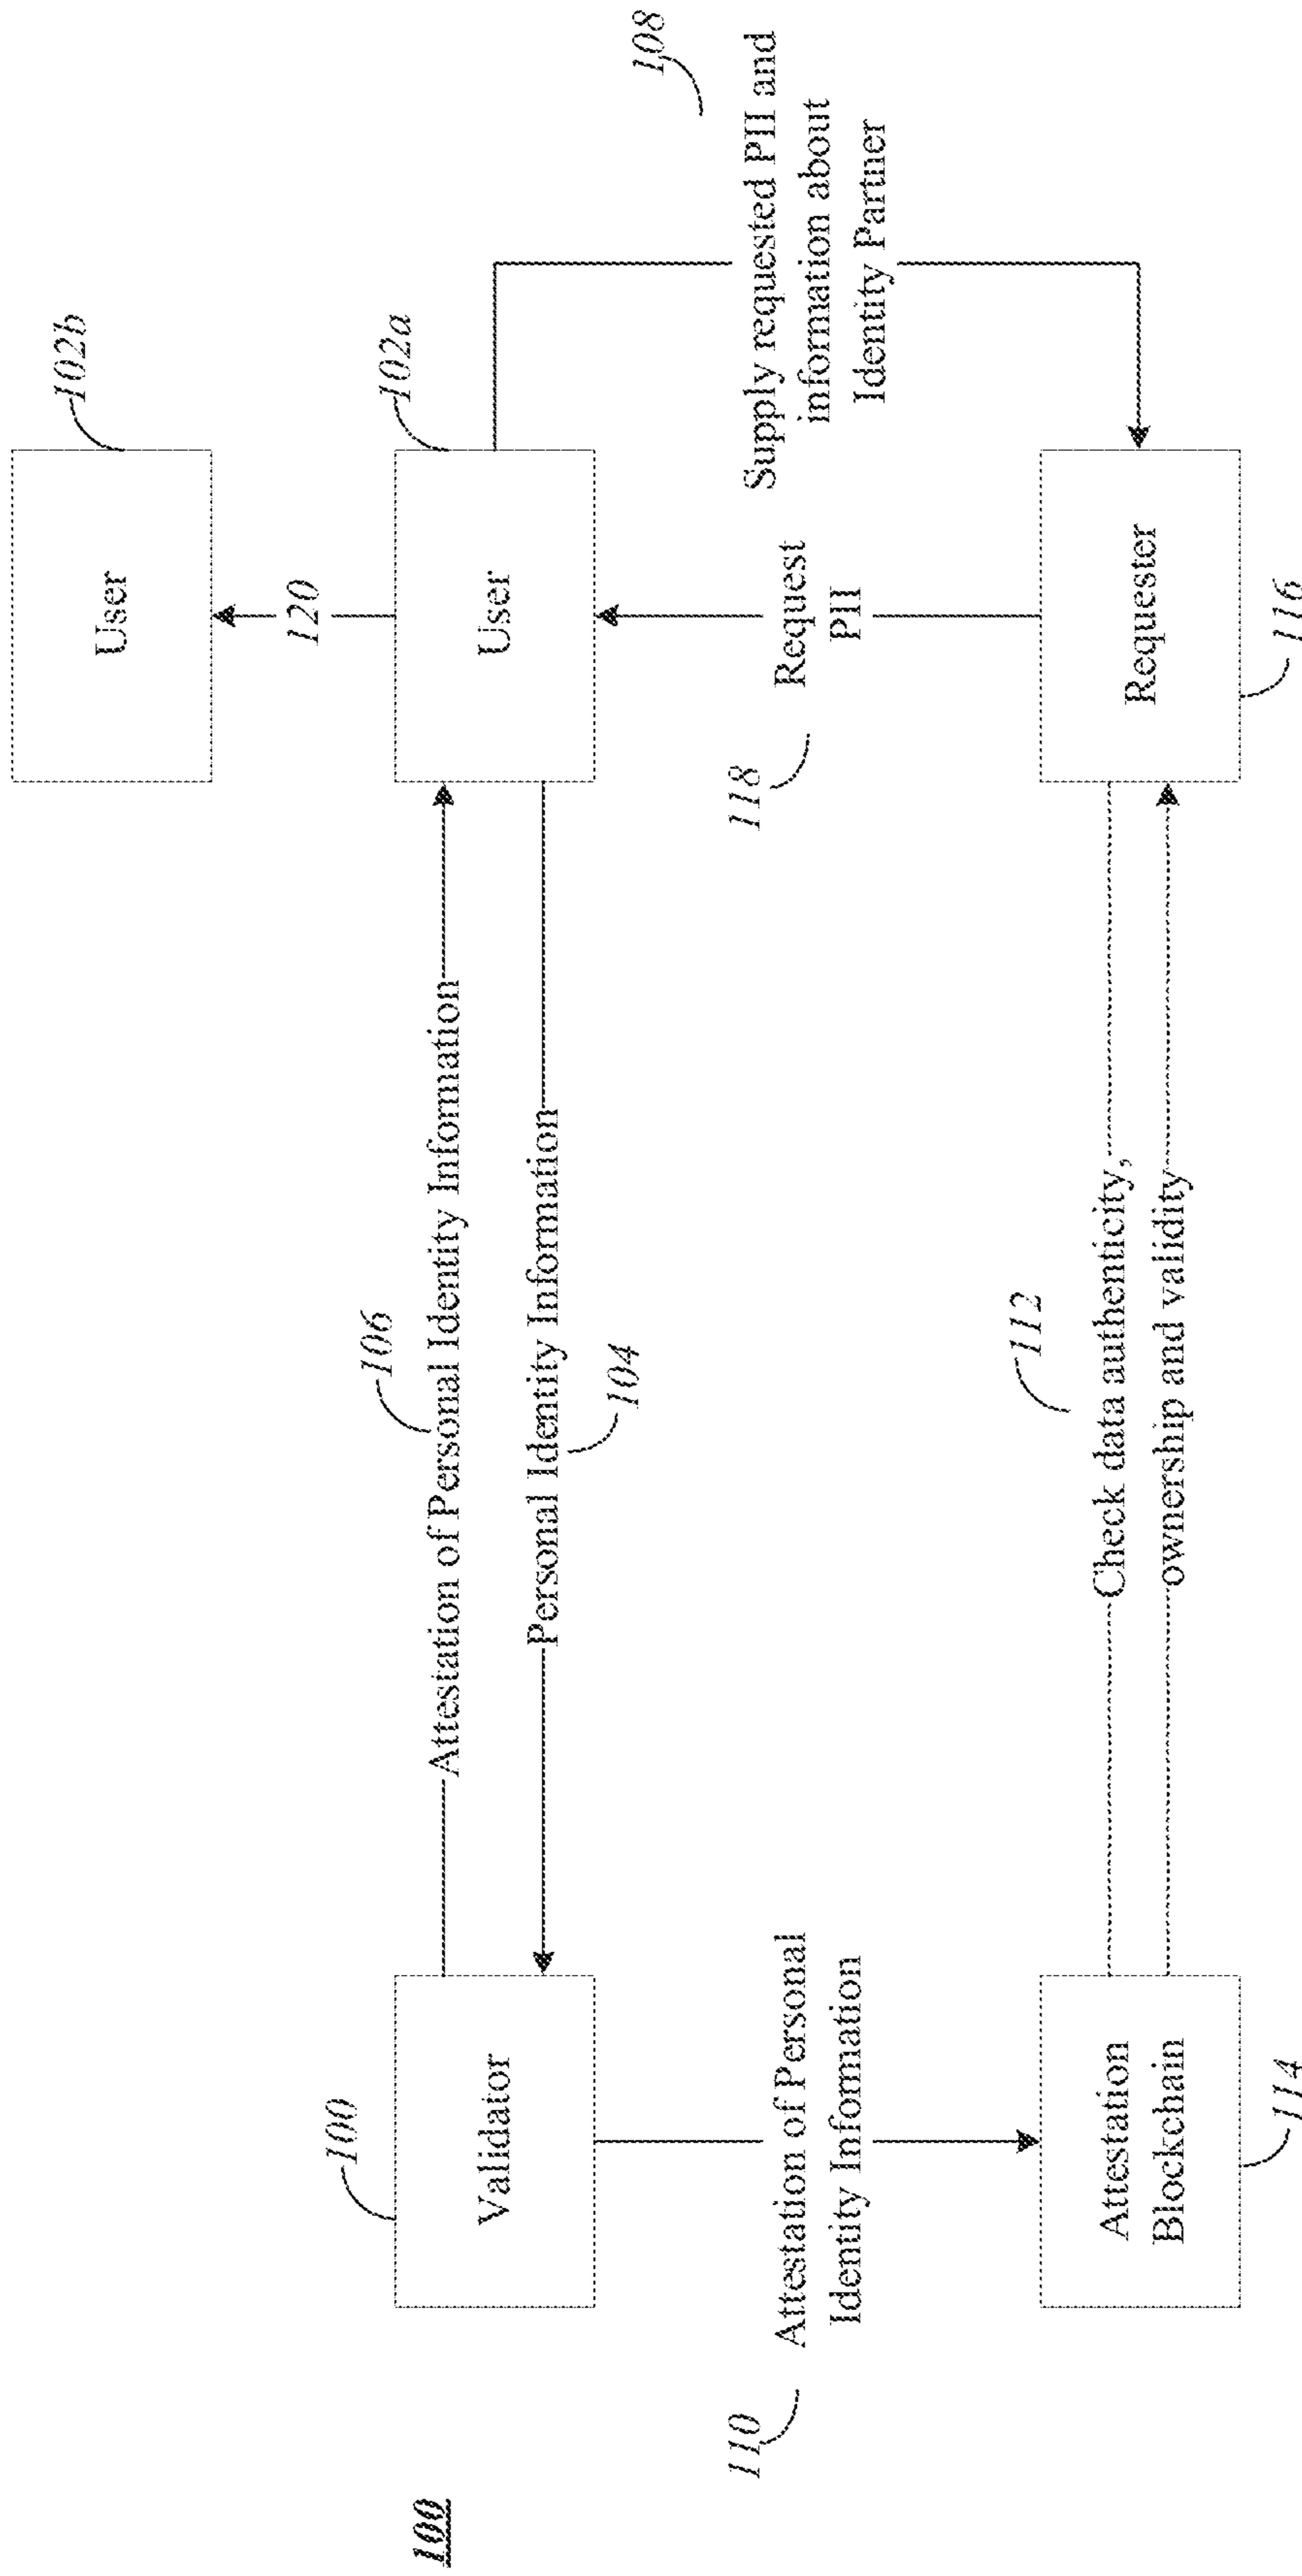 100
102b
User
120
100
Validator
106
Attestation of Personal Identity Information
Personal Identity Information
104
102a
User
110
Attestation of Personal
Identity Information
118
Request
PII
108
Supply requested PII and
information about
Identity Partner
Attestation
Blockchain
114
112
Check data authenticity,
ownership and validity
Requester
116